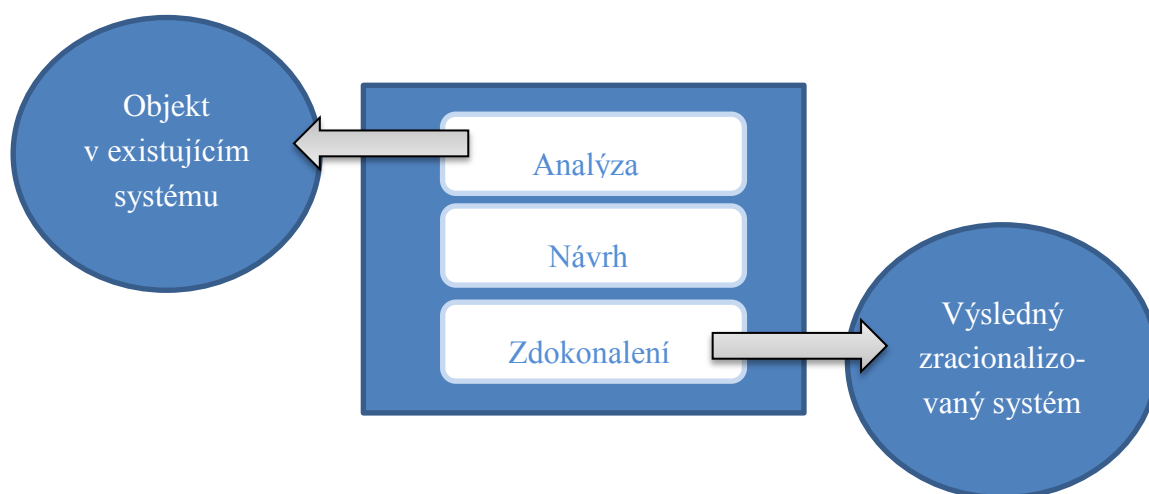 Objekt
v existujícím
systému
Analýza
Návrh
Zdokonalení
Výsledný
zracionalizo-
vaný systém